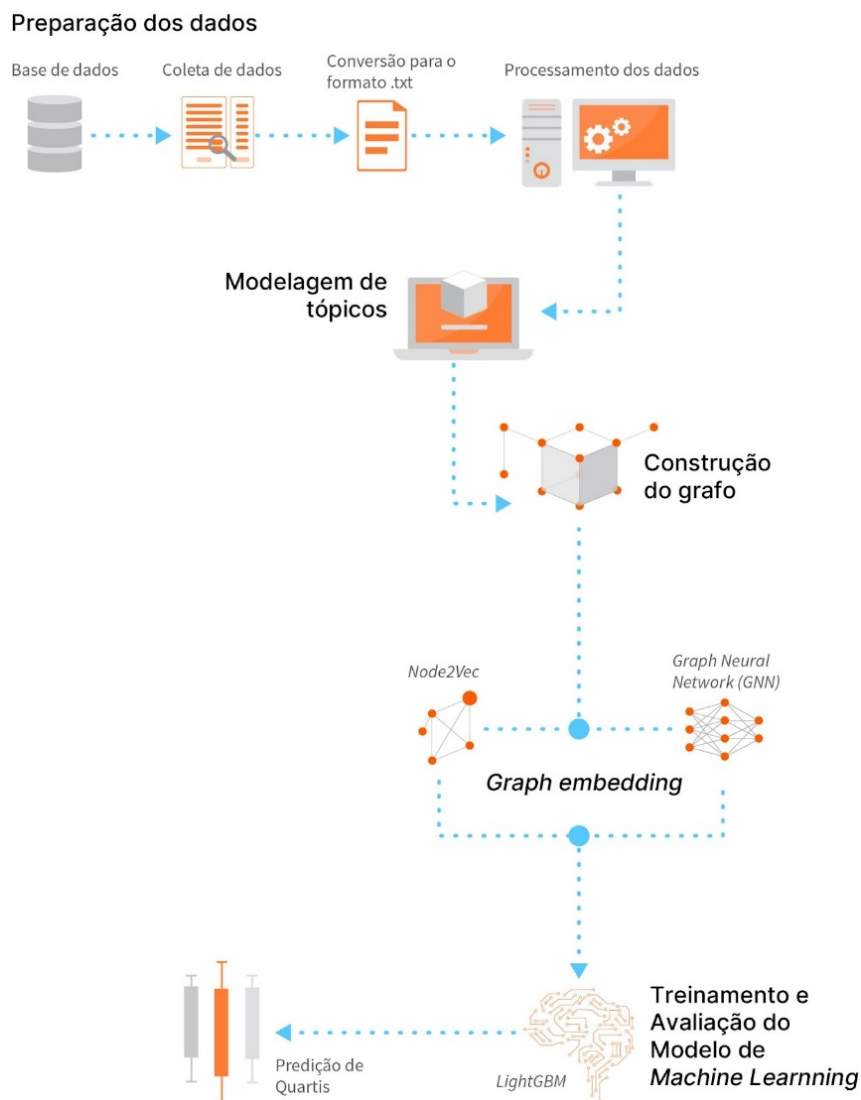 Preparação dos dados
Base de dados
Coleta de dados
Conversão para o
formato .txt
Processamento dos dados
Modelagem de
tópicos
Construção
do grafo
Node2Vec
Graph Neural
Network (GNN)
Graph embedding
Treinamento e
Avaliação do
Modelo de
Machine Learnning
LightGBM
Predição de
Quartis